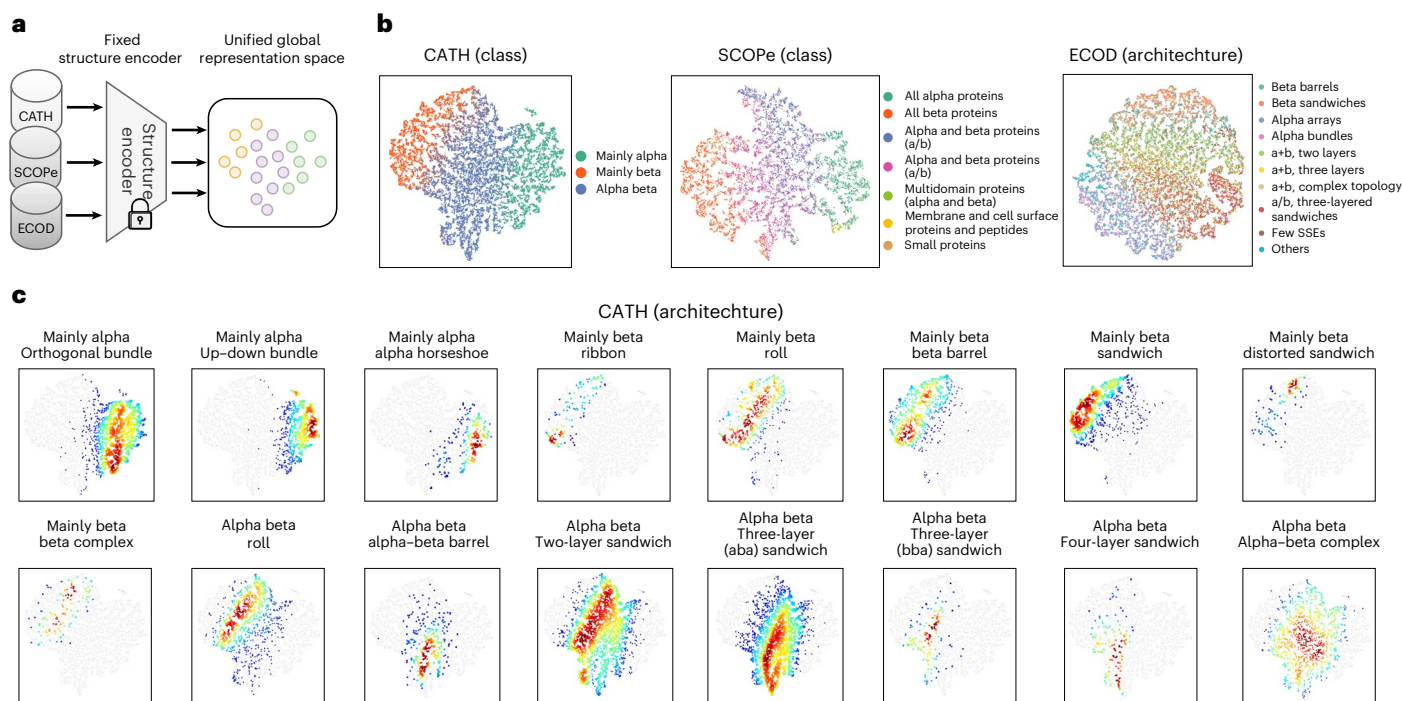 a
Fixed
structure encoder
Unified global
representation space
CATH
SCOPe
ECOD
Structure
encoder
b
CATH (class)
Mainly alpha
Mainly beta
Alpha beta
SCOPe (class)
All alpha proteins
All beta proteins
Alpha and beta proteins
(a/b)
Alpha and beta proteins
(a/b)
Multidomain proteins
(alpha and beta)
Membrane and cell surface
proteins and peptides
Small proteins
ECOD (architechture)
Beta barrels
Beta sandwiches
Alpha arrays
Alpha bundles
a+b, two layers
a+b, three layers
a+b, complex topology
a/b, three-layered
sandwiches
Few SSEs
Others
c
CATH (architechture)
Mainly alpha
Orthogonal bundle
Mainly alpha
Up–down bundle
Mainly alpha
alpha horseshoe
Mainly beta
ribbon
Mainly beta
roll
Mainly beta
beta barrel
Mainly beta
sandwich
Mainly beta
distorted sandwich
Mainly beta
beta complex
Alpha beta
roll
Alpha beta
alpha–beta barrel
Alpha beta
Two-layer sandwich
Alpha beta
Three-layer
(aba) sandwich
Alpha beta
Three-layer
(bba) sandwich
Alpha beta
Four-layer sandwich
Alpha beta
Alpha–beta complex